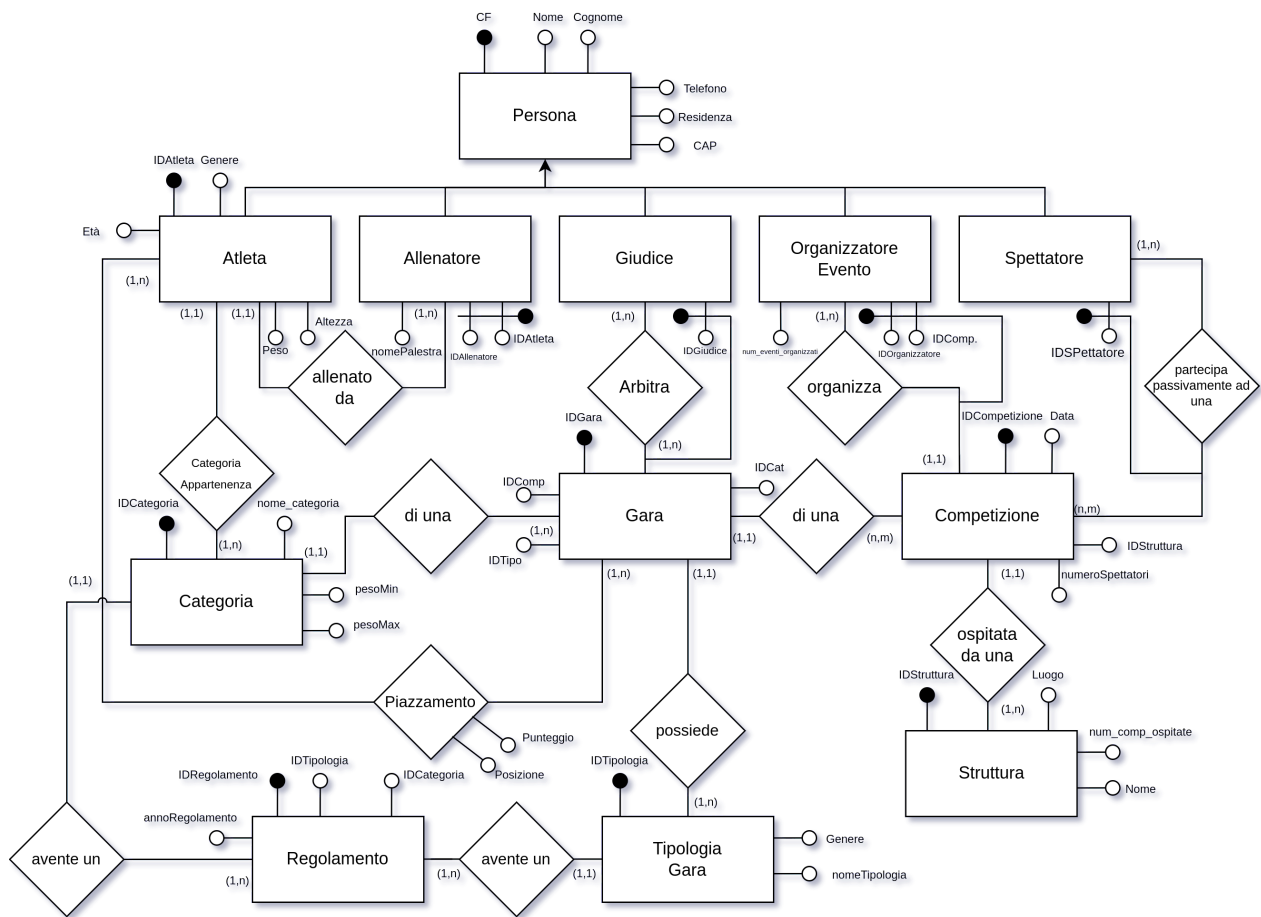 CF
Nome
Cognome
Persona
Telefono
Residenza
CAP
IDAtleta
Genere
Età
Atleta
Allenatore
Giudice
Organizzatore
Evento
Spettatore
(1,n)
(1,n)
(1,1)
(1,1)
Peso
Altezza
(1,n)
nomePalestra
IDAllenatore
IDAtleta
(1,n)
IDGiudice
num_eventi_organizzati
(1,n)
IDOrganizzatore
IDComp.
IDSPettatore
allenato
da
Arbitra
organizza
partecipa
passivamente ad
una
IDGara
(1,n)
IDCompetizione
Data
Categoria
Appartenenza
IDCategoria
nome_categoria
(1,n)
(1,1)
di una
IDComp
(1,n)
IDTipo
Gara
IDCat
(1,1)
di una
(n,m)
(1,1)
Competizione
(n,m)
IDStruttura
numeroSpettatori
(1,1)
(1,1)
Categoria
pesoMin
pesoMax
(1,n)
(1,1)
ospitata
da una
IDStruttura
Luogo
(1,n)
Piazzamento
Punteggio
Posizione
possiede
num_comp_ospitate
Struttura
Nome
IDRegolamento
IDTipologia
IDCategoria
annoRegolamento
IDTipologia
(1,n)
avente un
(1,n)
Regolamento
(1,n)
avente un
(1,1)
Tipologia
Gara
Genere
nomeTipologia